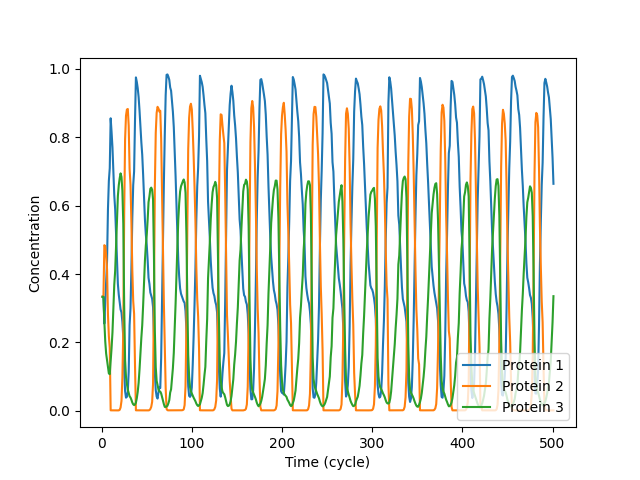 1.0
0.8
0.6
0.4
0.2
0.0
Concentration
0
100
200
300
400
500
Time (cycle)
Protein 1
Protein 2
Protein 3